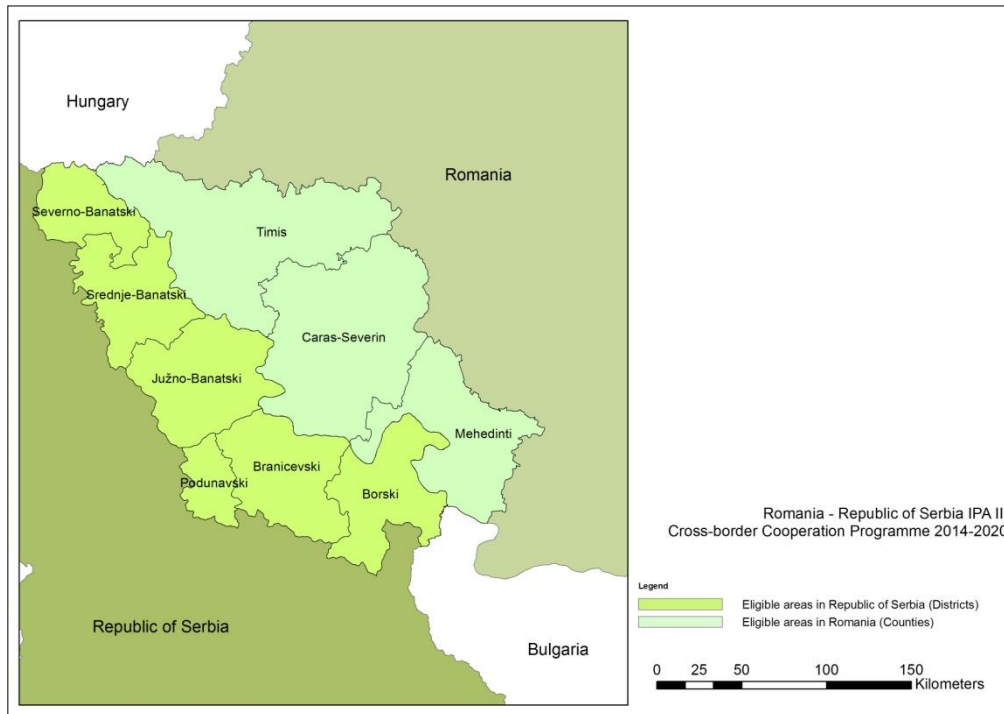 Hungary
Romania
Severno-Banatski
Timis
Srednje-Banatski
Caras-Severin
Južno-Banatski
Mehedinti
Branicevski
Podunavski
Borski
Romania - Republic of Serbia IPA II
Cross-border Cooperation Programme 2014-2020
Legend
Eligible areas in Republic of Serbia (Districts)
Eligible areas in Romania (Counties)
Republic of Serbia
Bulgaria
0 25 50 100 150
Kilometers